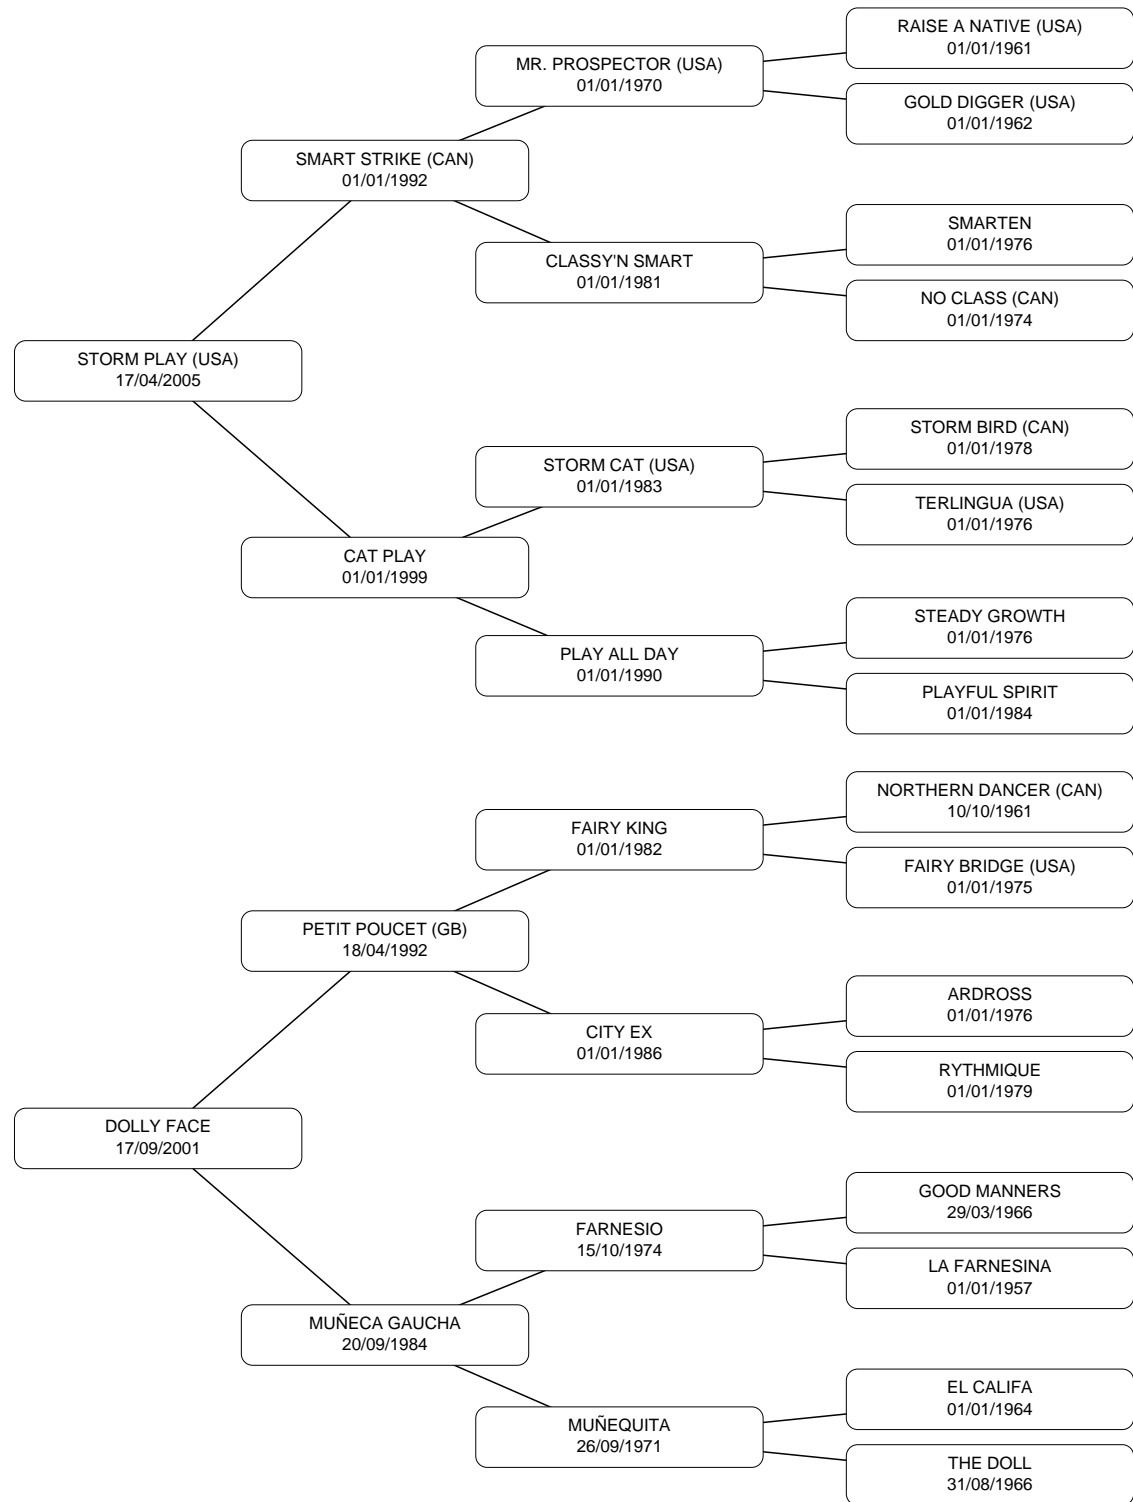 RAISE A NATIVE (USA)
01/01/1961
MR. PROSPECTOR (USA)
01/01/1970
GOLD DIGGER (USA)
01/01/1962
SMART STRIKE (CAN)
01/01/1992
SMARTEN
01/01/1976
CLASSY'N SMART
01/01/1981
NO CLASS (CAN)
01/01/1974
STORM PLAY (USA)
17/04/2005
STORM BIRD (CAN)
01/01/1978
STORM CAT (USA)
01/01/1983
TERLINGUA (USA)
01/01/1976
CAT PLAY
01/01/1999
STEADY GROWTH
01/01/1976
PLAY ALL DAY
01/01/1990
PLAYFUL SPIRIT
01/01/1984
NORTHERN DANCER (CAN)
10/10/1961
FAIRY KING
01/01/1982
FAIRY BRIDGE (USA)
01/01/1975
PETIT POUCET (GB)
18/04/1992
ARDROSS
01/01/1976
CITY EX
01/01/1986
RYTHMIQUE
01/01/1979
DOLLY FACE
17/09/2001
GOOD MANNERS
29/03/1966
FARNESIO
15/10/1974
LA FARNESINA
01/01/1957
MUÑECA GAUCHA
20/09/1984
EL CALIFA
01/01/1964
MUÑEQUITA
26/09/1971
THE DOLL
31/08/1966